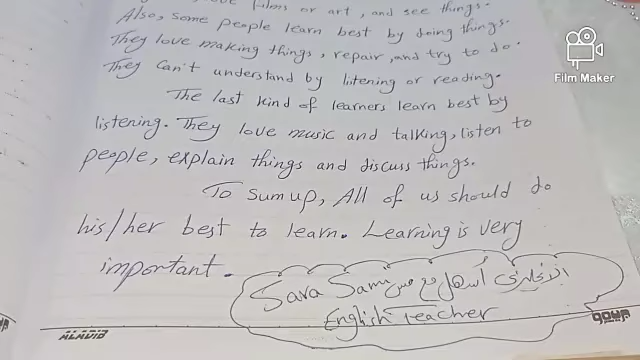 films or art, and see things.
Also, some people learn best by doing things.
They love making things, repair, and try to do.
They can't understand by listening or reading.
The last kind of learners learn best by
listening. They love music and talking, listen to
people, explain things and discuss things.
To sum up, All of us should do
his/her best to learn. Learning is very
important.
Sara Sami الانجليزى أسهل مع مس
English Teacher
ALADIB
Film Maker